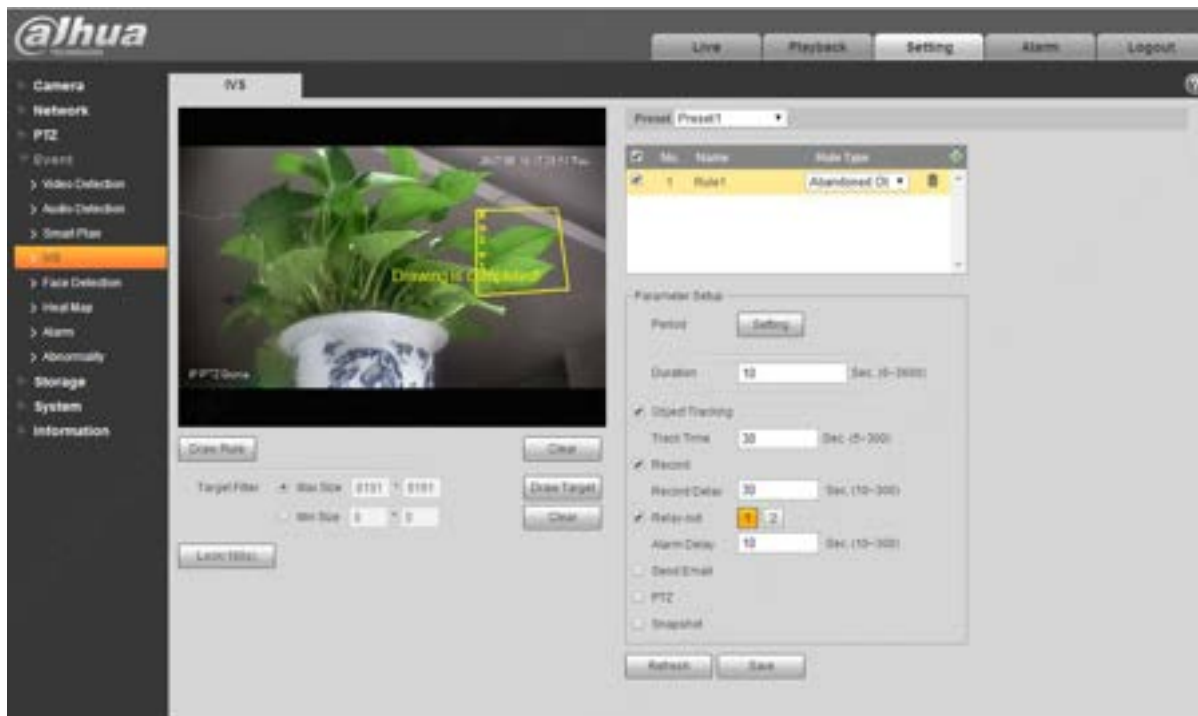 alhua
TECHNOLOGY
Live
Playback
Setting
Alarm
Logout
Camera
Network
PTZ
Event
Video Detection
Audio Detection
Smart Plan
IVS
Face Detection
Heat Map
Alarm
Abnormality
Storage
System
Information
IVS
Drawing is completed!
IP PTZ Dome
Draw Rule
Clear
Target Filter
Max Size 8191 * 8191
Draw Target
Min Size 0 * 0
Clear
Preset Preset1
No. Name Rule Type
1 Rule1 Abandoned Ob
Parameter Setup
Period Setting
Duration 10 Sec. (6~3600)
Object Tracking
Track Time 30 Sec. (5~300)
Record
Record Delay 30 Sec. (10~300)
Relay-out 1 2
Alarm Delay 10 Sec. (10~300)
Send Email
PTZ
Snapshot
Refresh Save